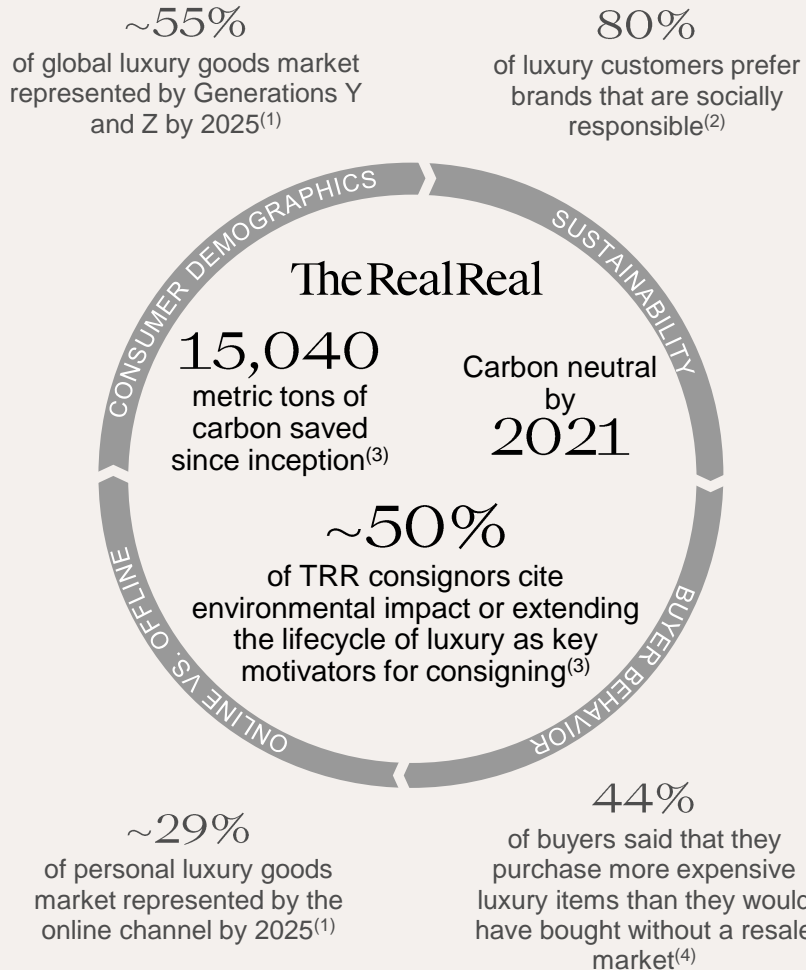 ~55%
of global luxury goods market
represented by Generations Y
and Z by 2025(1)
80%
of luxury customers prefer
brands that are socially
responsible(2)
CONSUMER DEMOGRAPHICS
SUSTAINABILITY
TheRealReal
15,040
metric tons of
carbon saved
since inception(3)
Carbon neutral
by
2021
~50%
of TRR consignors cite
environmental impact or extending
the lifecycle of luxury as key
motivators for consigning(3)
ONLINE VS. OFFLINE
BUYER BEHAVIOR
~29%
of personal luxury goods
market represented by the
online channel by 2025(1)
44%
of buyers said that they
purchase more expensive
luxury items than they would
have bought without a resale
market(4)